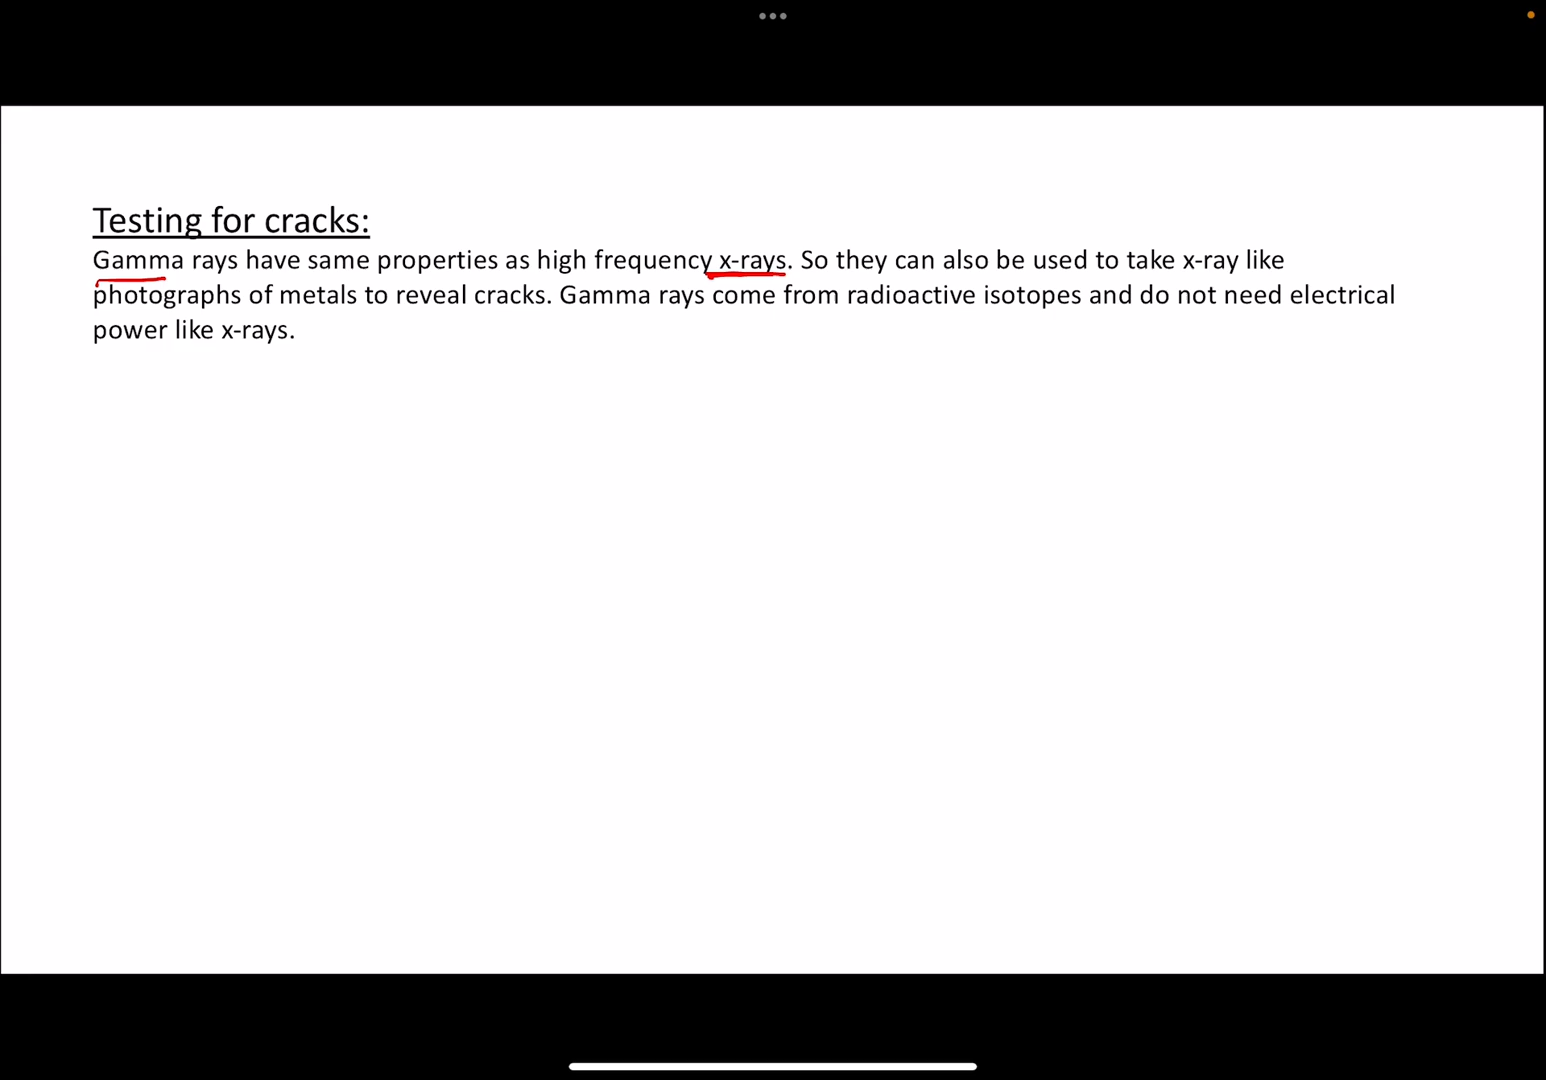 Testing for cracks:
Gamma rays have same properties as high frequency x-rays. So they can also be used to take x-ray like
photographs of metals to reveal cracks. Gamma rays come from radioactive isotopes and do not need electrical
power like x-rays.